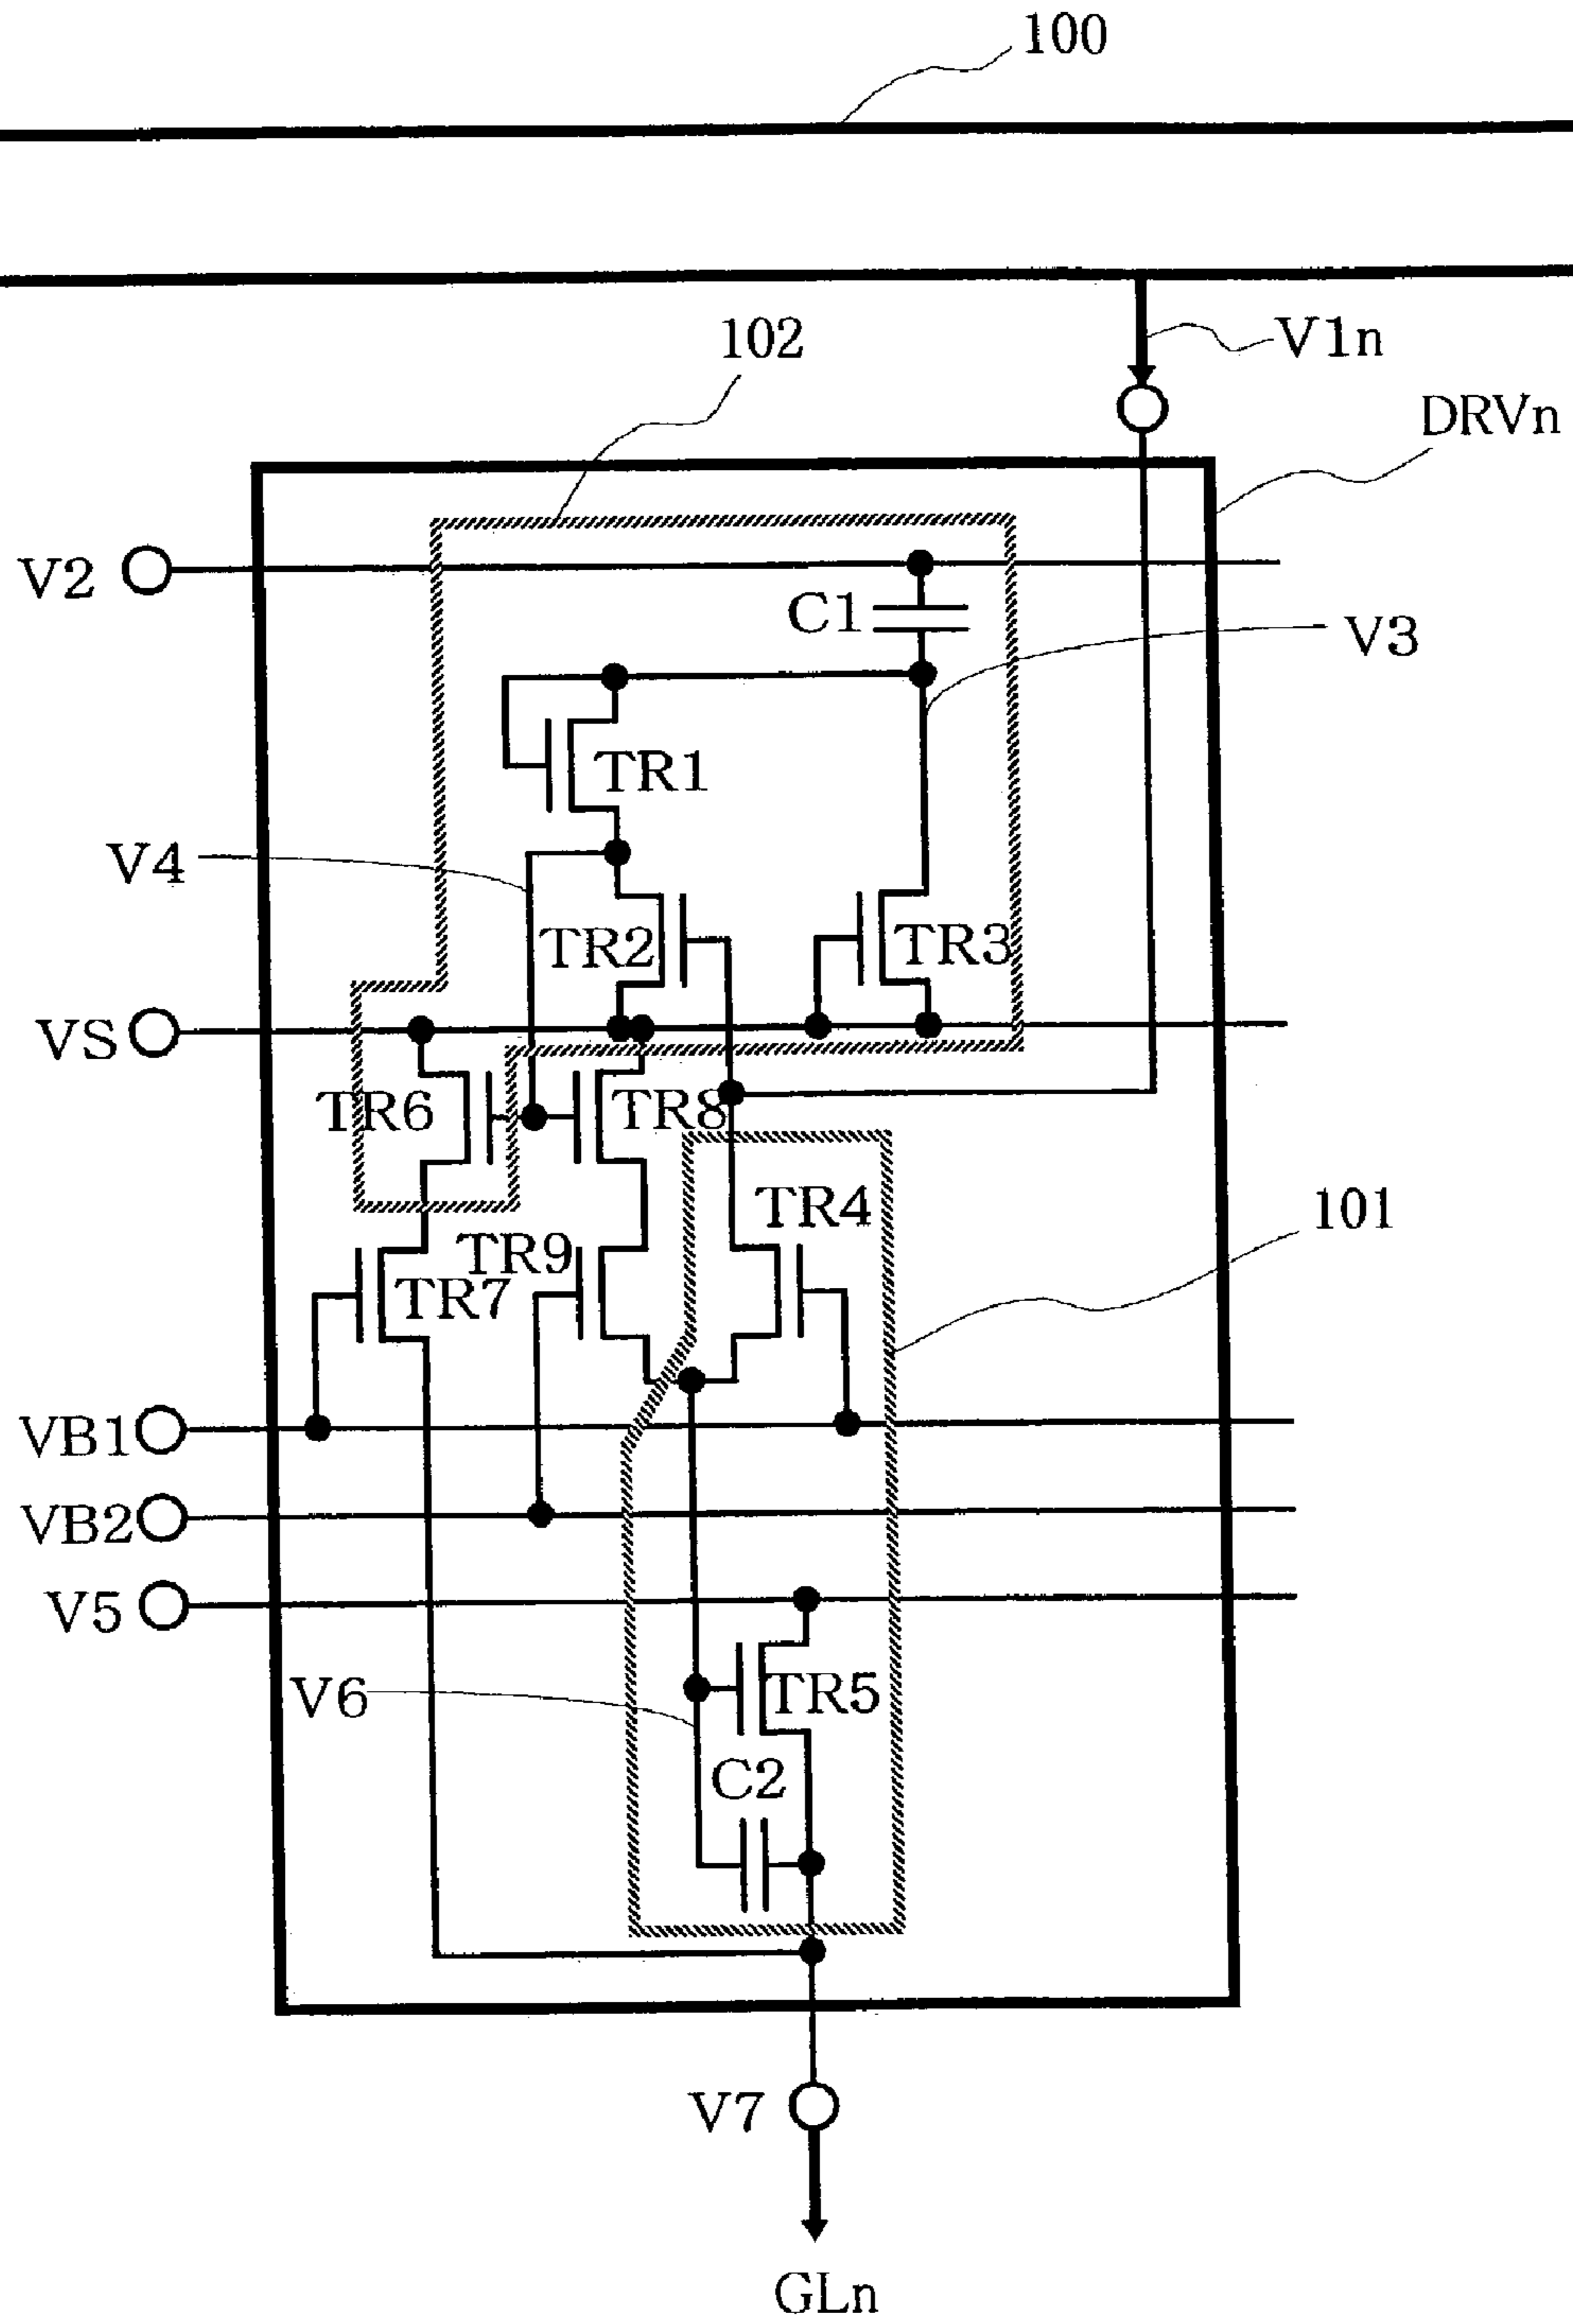 100
V1n
102
DRVn
V2
C1
V3
TR1
V4
TR2
TR3
VS
TR6
TR8
TR4
101
TR9
TR7
VB1
VB2
V5
V6
TR5
C2
V7
GLn